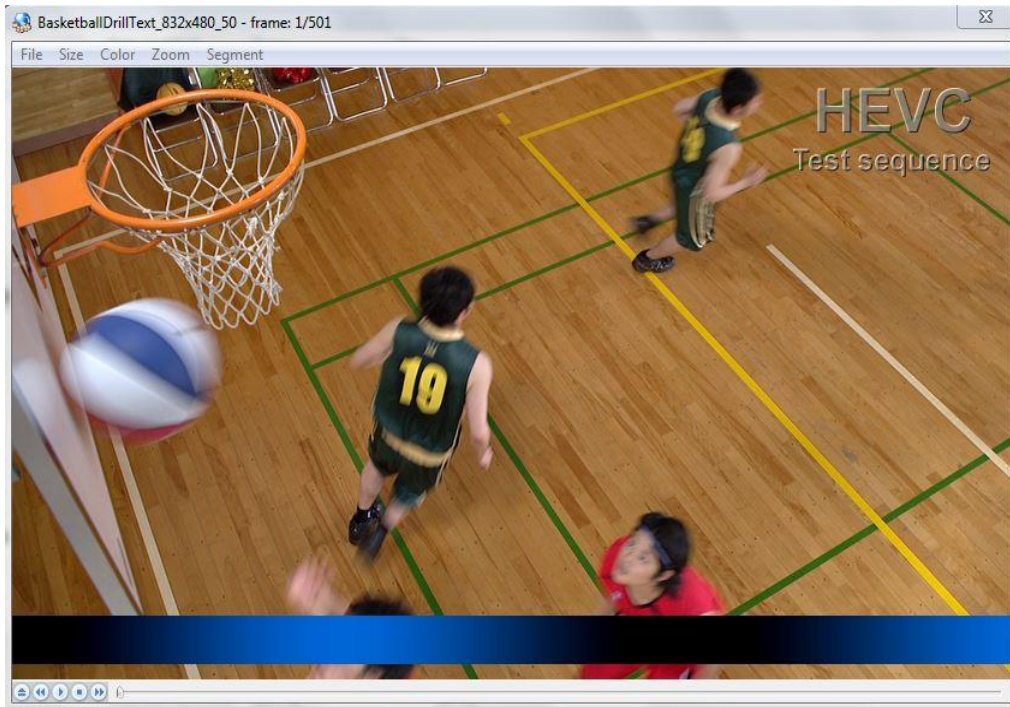 BasketballDrillText_832x480_50 - frame: 1/501
File Size Color Zoom Segment
HEVC
Test sequence
19